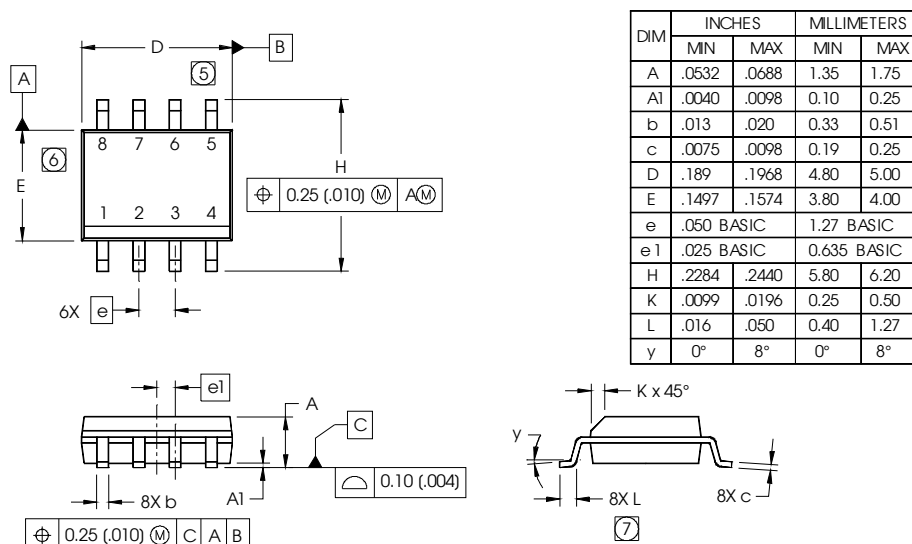 D
B
5
A
8 7 6 5
6
E
H
⌖ 0.25 (.010) Ⓜ AⓂ
1 2 3 4
6X e
DIM INCHES MILLIMETERS
MIN MAX MIN MAX
A .0532 .0688 1.35 1.75
A1 .0040 .0098 0.10 0.25
b .013 .020 0.33 0.51
c .0075 .0098 0.19 0.25
D .189 .1968 4.80 5.00
E .1497 .1574 3.80 4.00
e .050 BASIC 1.27 BASIC
e1 .025 BASIC 0.635 BASIC
H .2284 .2440 5.80 6.20
K .0099 .0196 0.25 0.50
L .016 .050 0.40 1.27
y 0° 8° 0° 8°
e1
A
C
A1
8X b
⌓ 0.10 (.004)
⌖ 0.25 (.010) Ⓜ C A B
K x 45°
y
8X L
8X c
7